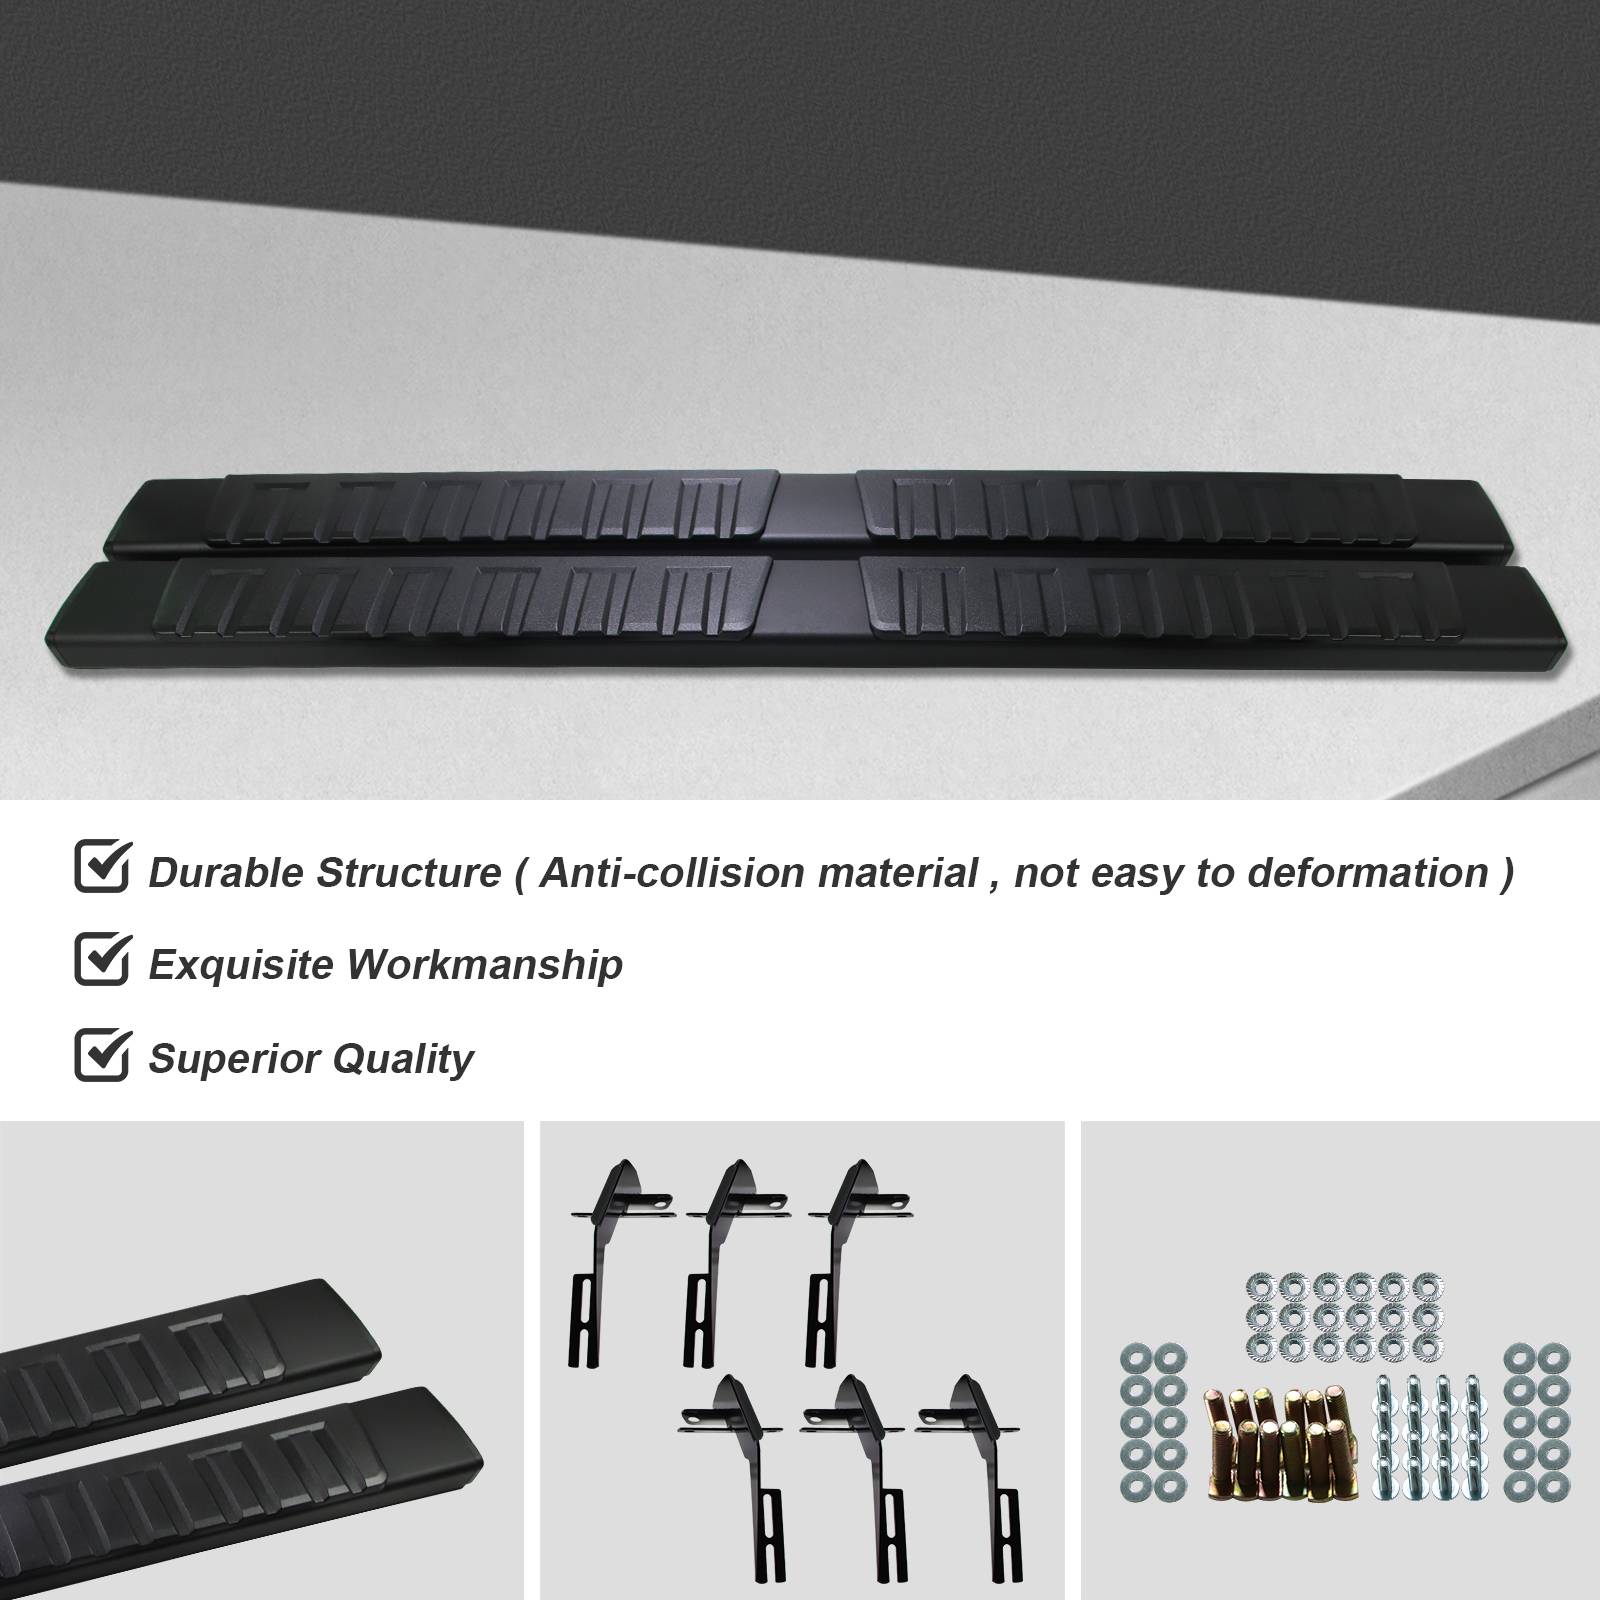 Durable Structure ( Anti-collision material , not easy to deformation )
Exquisite Workmanship
Superior Quality